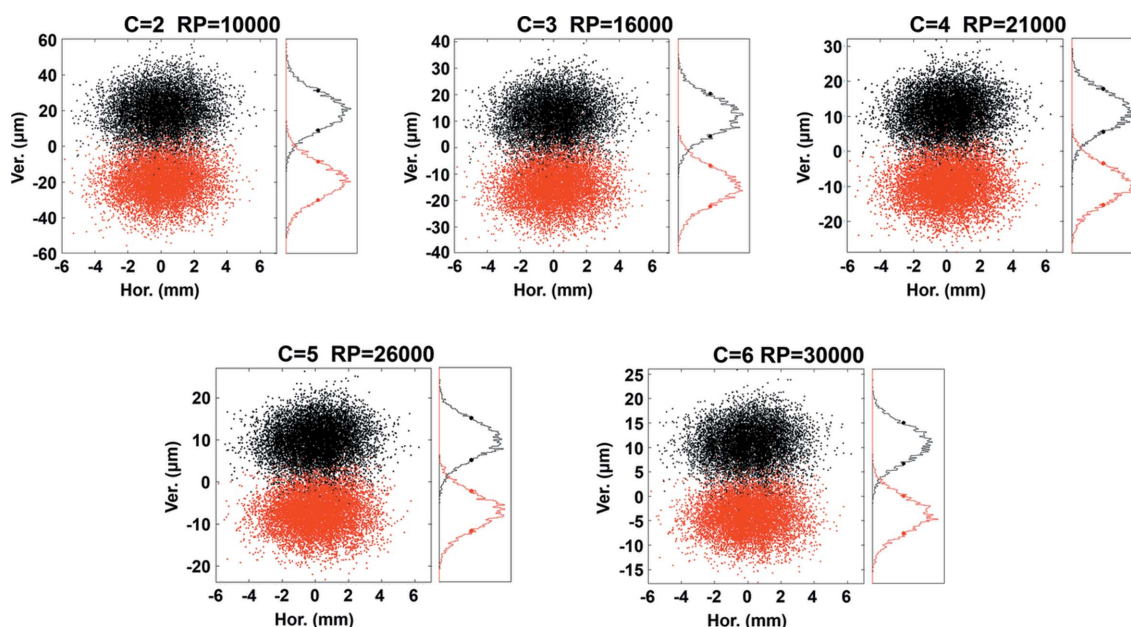 C=2 RP=10000
60
40
20
0
-20
-40
-60
Ver. (µm)
-6 -4 -2 0 2 4 6
Hor. (mm)
C=3 RP=16000
40
30
20
10
0
-10
-20
-30
-40
Ver. (µm)
-6 -4 -2 0 2 4 6
Hor. (mm)
C=4 RP=21000
30
20
10
0
-10
20
Ver. (µm)
-6 -4 -2 0 2 4 6
Hor. (mm)
C=5 RP=26000
20
10
0
-10
-20
Ver. (µm)
-6 -4 -2 0 2 4 6
Hor. (mm)
C=6 RP=30000
25
20
15
10
5
0
-5
-10
-15
Ver. (µm)
-6 -4 -2 0 2 4 6
Hor. (mm)